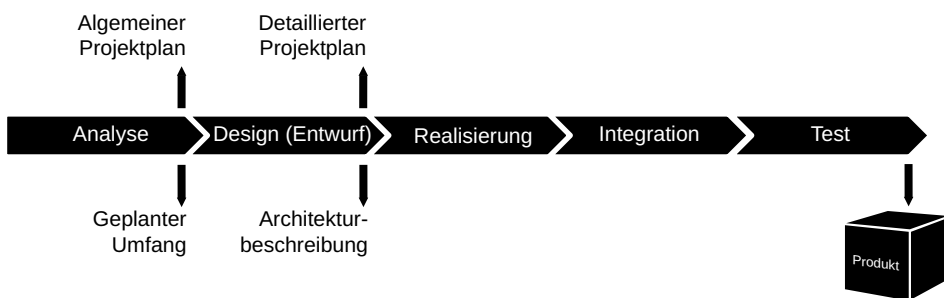 Algemeiner
Projektplan
Detaillierter
Projektplan
Analyse
Design (Entwurf)
Realisierung
Integration
Test
Geplanter
Umfang
Architektur-
beschreibung
Produkt